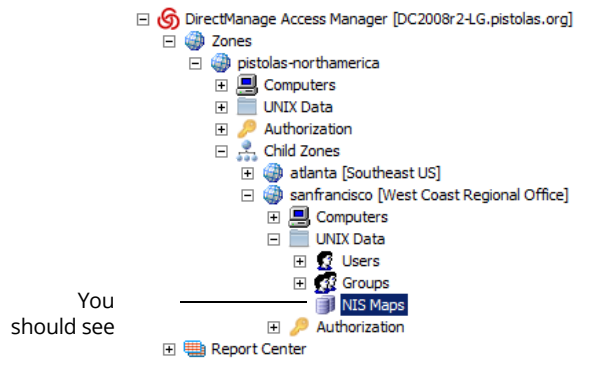 DirectManage Access Manager [DC2008r2-LG.pistolas.org]
Zones
pistolas-northamerica
Computers
UNIX Data
Authorization
Child Zones
atlanta [Southeast US]
sanfrancisco [West Coast Regional Office]
Computers
UNIX Data
Users
Groups
You
should see
NIS Maps
Authorization
Report Center